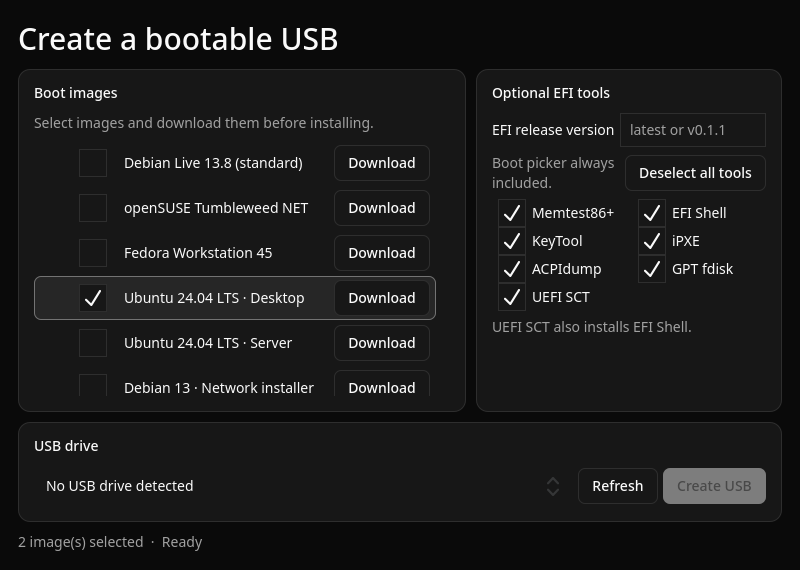 Create a bootable USB
Boot images
Select images and download them before installing.
Debian Live 13.8 (standard) Download
openSUSE Tumbleweed NET Download
Fedora Workstation 45 Download
Ubuntu 24.04 LTS · Desktop Download
Ubuntu 24.04 LTS · Server Download
Debian 13 · Network installer Download
Optional EFI tools
EFI release version latest or v0.1.1
Boot picker always
included.
Deselect all tools
Memtest86+ EFI Shell
KeyTool iPXE
ACPIdump GPT fdisk
UEFI SCT
UEFI SCT also installs EFI Shell.
USB drive
No USB drive detected Refresh Create USB
2 image(s) selected · Ready